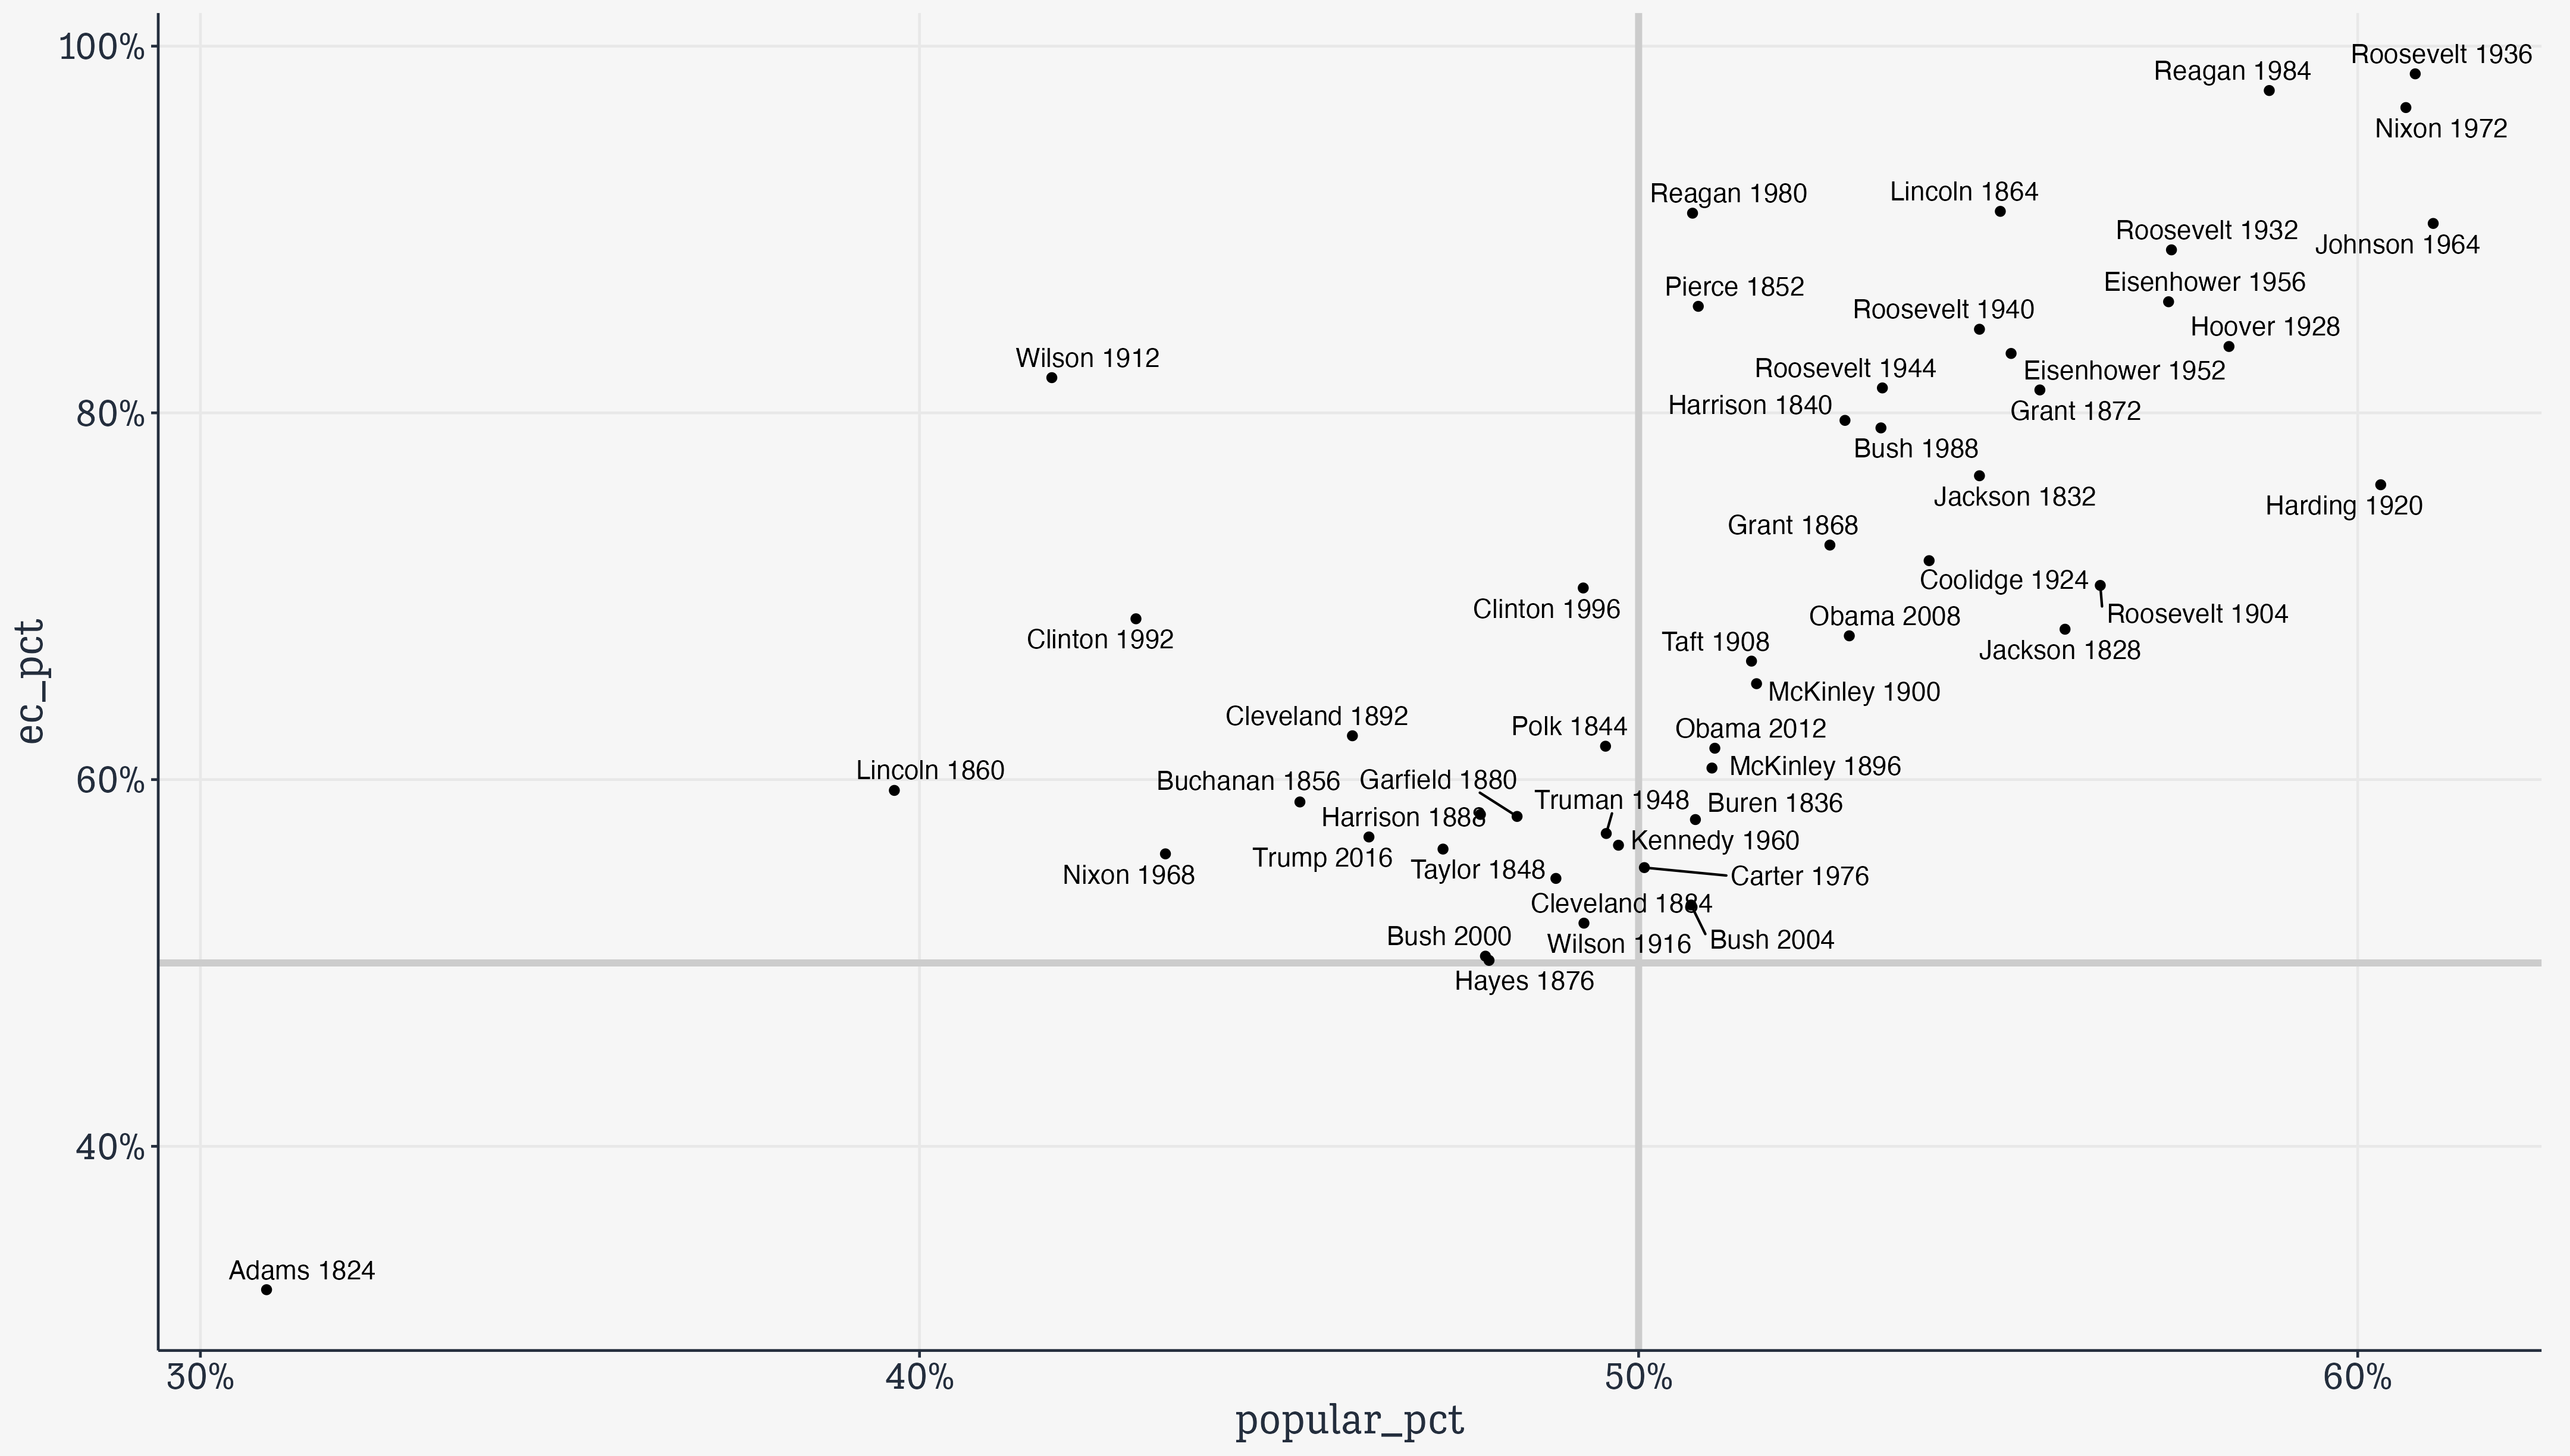 100%
Roosevelt 1936
Reagan 1984
Nixon 1972
Reagan 1980
Lincoln 1864
Roosevelt 1932
Johnson 1964
Eisenhower 1956
Pierce 1852
Roosevelt 1940
Hoover 1928
Wilson 1912
Roosevelt 1944
Eisenhower 1952
80%
Harrison 1840
Grant 1872
Bush 1988
Jackson 1832
Harding 1920
Grant 1868
Coolidge 1924
Clinton 1996
Roosevelt 1904
Obama 2008
Clinton 1992
Taft 1908
Jackson 1828
McKinley 1900
Cleveland 1892
Polk 1844
Obama 2012
McKinley 1896
Lincoln 1860
60%
Buchanan 1856
Garfield 1880
Truman 1948
Buren 1836
Harrison 1888
Kennedy 1960
Trump 2016
Taylor 1848
Nixon 1968
Carter 1976
Cleveland 1884
Bush 2000
Wilson 1916
Bush 2004
Hayes 1876
40%
Adams 1824
30%
40%
50%
60%
popular_pct
ec_pct